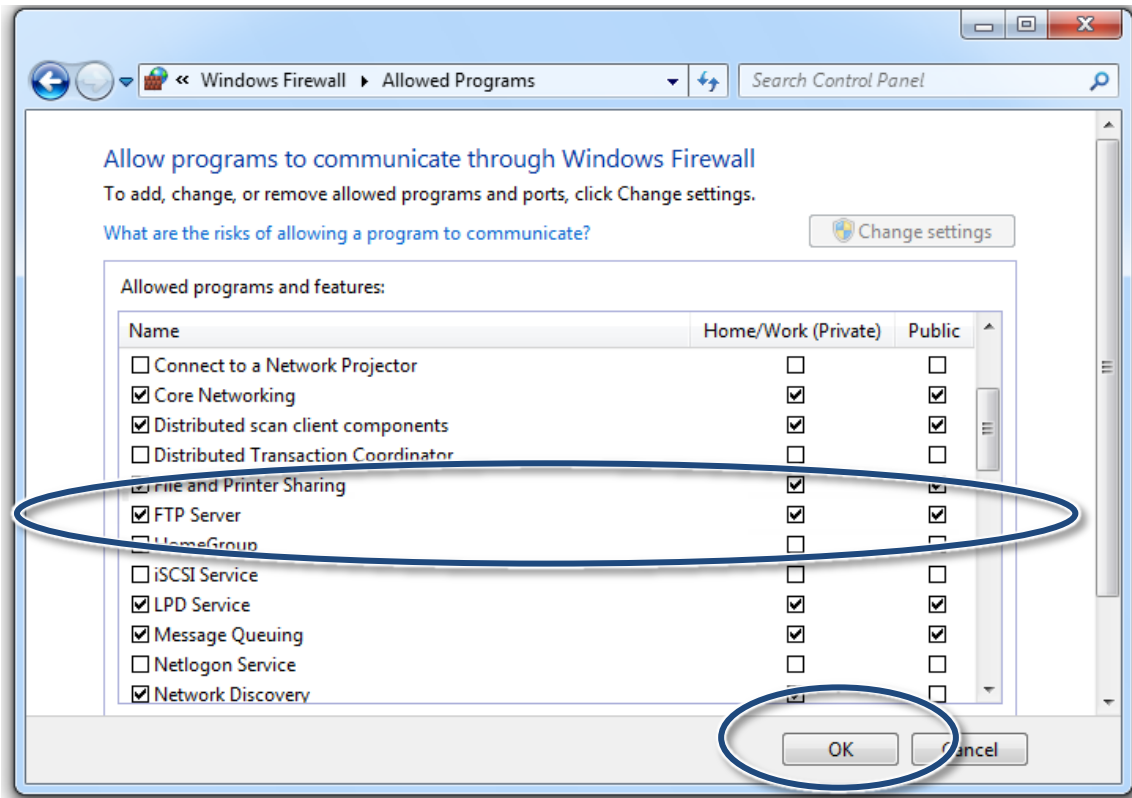 « Windows Firewall Allowed Programs Search Control Panel
Allow programs to communicate through Windows Firewall
To add, change, or remove allowed programs and ports, click Change settings.
What are the risks of allowing a program to communicate? Change settings
Allowed programs and features:
Name Home/Work (Private) Public
Connect to a Network Projector
Core Networking
Distributed scan client components
Distributed Transaction Coordinator
File and Printer Sharing
FTP Server
HomeGroup
iSCSI Service
LPD Service
Message Queuing
Netlogon Service
Network Discovery
OK Cancel